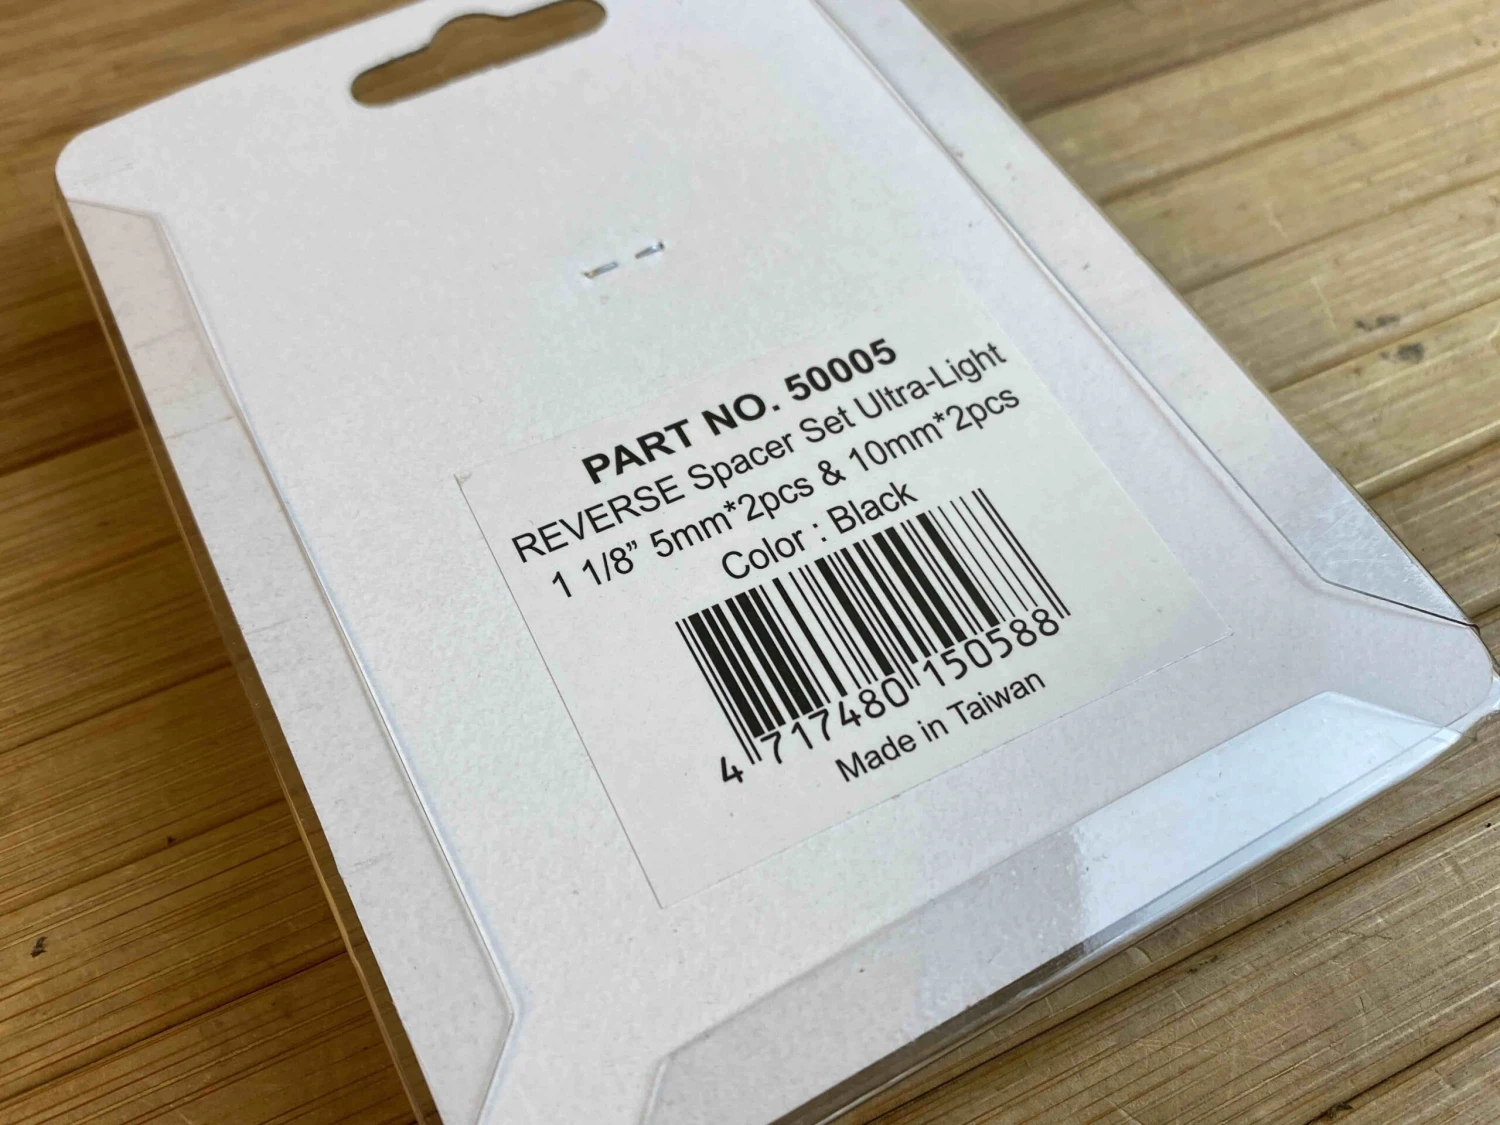 PART NO. 50005
REVERSE Spacer Set Ultra-Light
1 1/8” 5mm*2pcs & 10mm*2pcs
Color : Black
4 717480 150588
Made in Taiwan